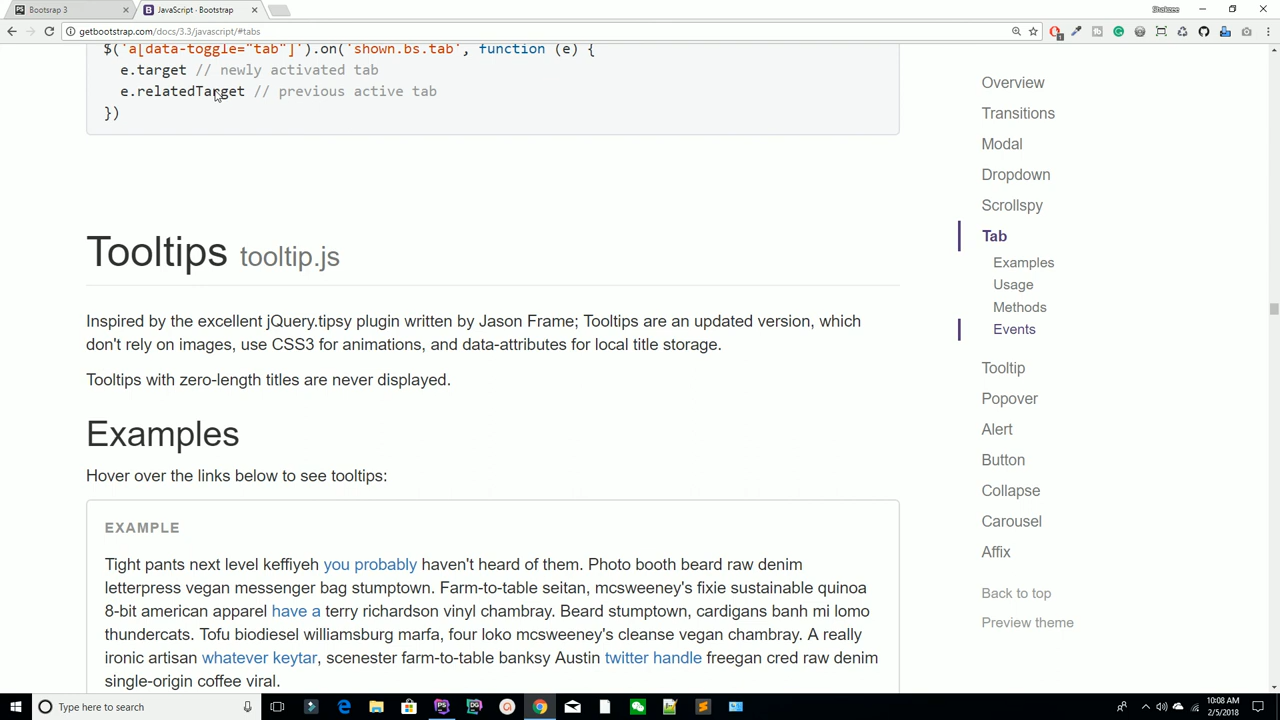 Bootsrap 3
JavaScript · Bootstrap
getbootstrap.com/docs/3.3/javascript/#tabs
$('a[data-toggle="tab"]').on('shown.bs.tab', function (e) {
e.target // newly activated tab
e.relatedTarget // previous active tab
})
Tooltips tooltip.js
Inspired by the excellent jQuery.tipsy plugin written by Jason Frame; Tooltips are an updated version, which
don't rely on images, use CSS3 for animations, and data-attributes for local title storage.
Tooltips with zero-length titles are never displayed.
Examples
Hover over the links below to see tooltips:
EXAMPLE
Tight pants next level keffiyeh you probably haven't heard of them. Photo booth beard raw denim
letterpress vegan messenger bag stumptown. Farm-to-table seitan, mcsweeney's fixie sustainable quinoa
8-bit american apparel have a terry richardson vinyl chambray. Beard stumptown, cardigans banh mi lomo
thundercats. Tofu biodiesel williamsburg marfa, four loko mcsweeney's cleanse vegan chambray. A really
ironic artisan whatever keytar, scenester farm-to-table banksy Austin twitter handle freegan cred raw denim
single-origin coffee viral.
Overview
Transitions
Modal
Dropdown
Scrollspy
Tab
Examples
Usage
Methods
Events
Tooltip
Popover
Alert
Button
Collapse
Carousel
Affix
Back to top
Preview theme
Type here to search
10:08 AM
2/5/2018